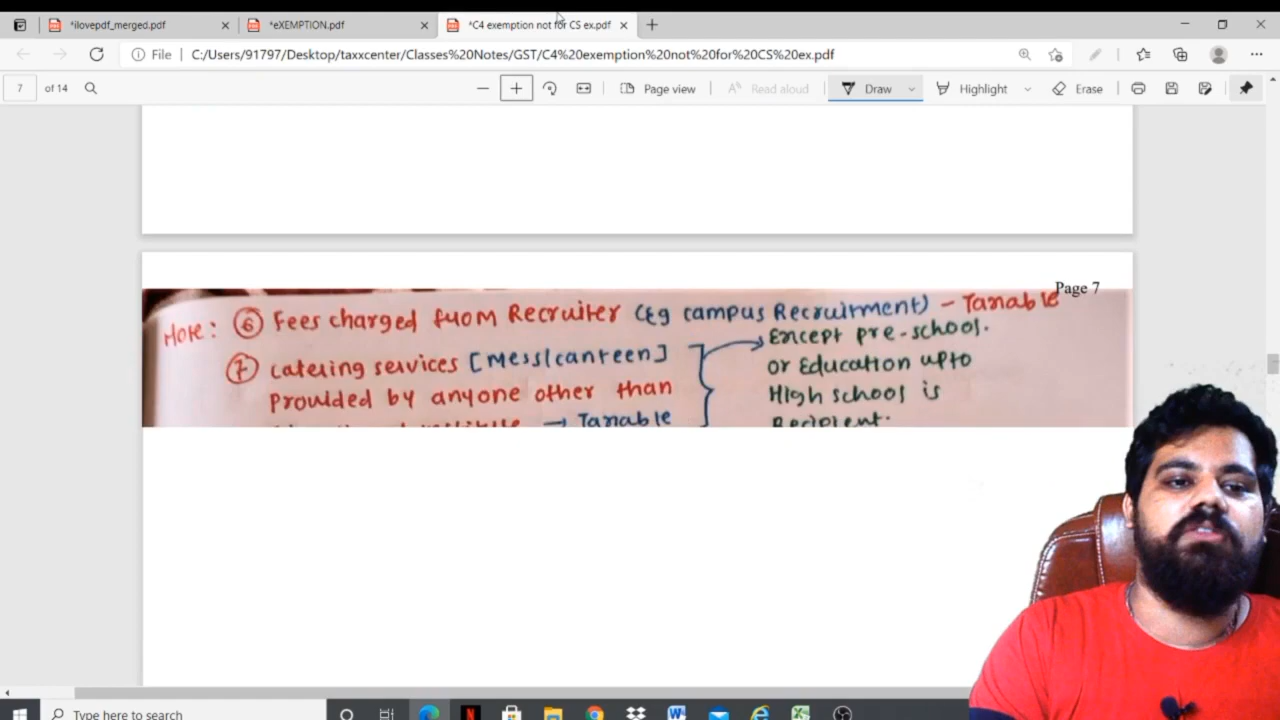 *ilovepdf_merged.pdf
*eXEMPTION.pdf
*C4 exemption not for CS ex.pdf
File
C:/Users/91797/Desktop/taxxcenter/Classes%20Notes/GST/C4%20exemption%20not%20for%20CS%20ex.pdf
7 of 14
Page view
Read aloud
Draw
Highlight
Erase
Page 7
Note: ⑥ Fees charged from Recruiter (Eg campus Recruitment) - Taxable
⑦ catering services [Mess/canteen]
Provided by anyone other than
→ Taxable
Except pre-school.
or Education upto
High school is
Recipient.
Type here to search